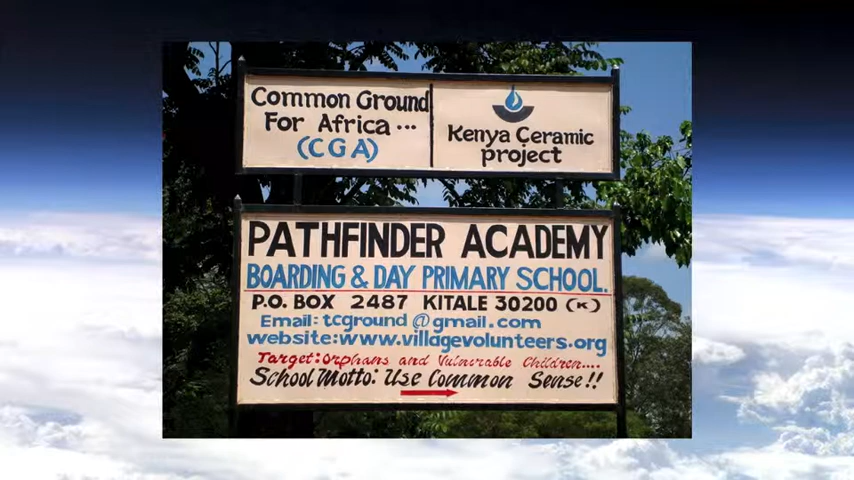 Common Ground
For Africa...
(CGA)
Kenya Ceramic
project
PATHFINDER ACADEMY
BOARDING & DAY PRIMARY SCHOOL.
P.O. BOX 2487 KITALE 30200 (K)
Email: tcground@gmail.com
website:www.villagevolunteers.org
Target:Orphans and Vulnerable Children....
School Motto: Use Common Sense!!